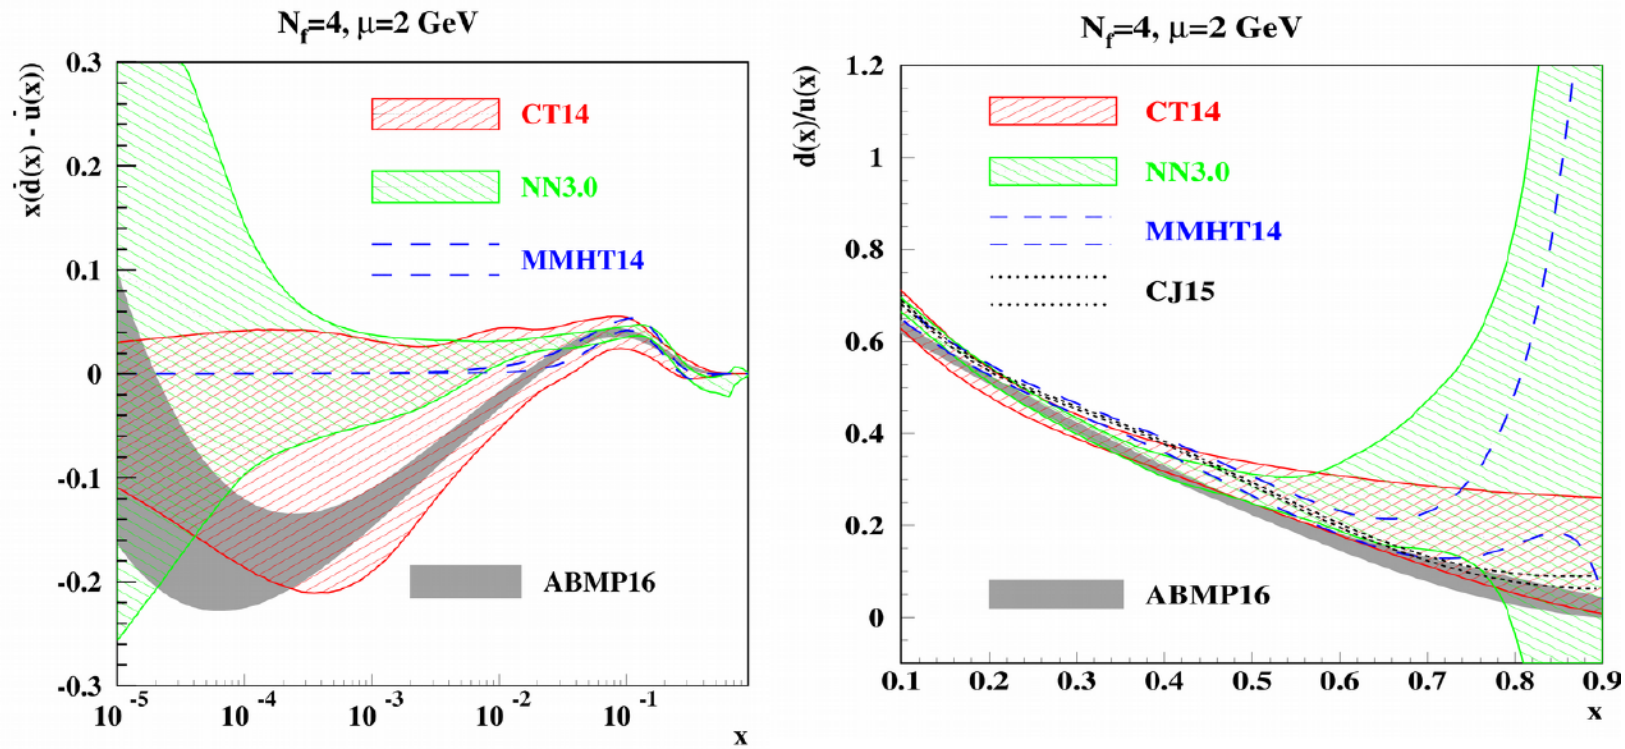 N_f=4, μ=2 GeV
x(d̄(x) - ū(x))
0.3
0.2
0.1
0
-0.1
-0.2
-0.3
CT14
NN3.0
MMHT14
ABMP16
10^-5
10^-4
10^-3
10^-2
10^-1
x
N_f=4, μ=2 GeV
d(x)/u(x)
1.2
1
0.8
0.6
0.4
0.2
0
CT14
NN3.0
MMHT14
CJ15
ABMP16
0.1
0.2
0.3
0.4
0.5
0.6
0.7
0.8
0.9
x